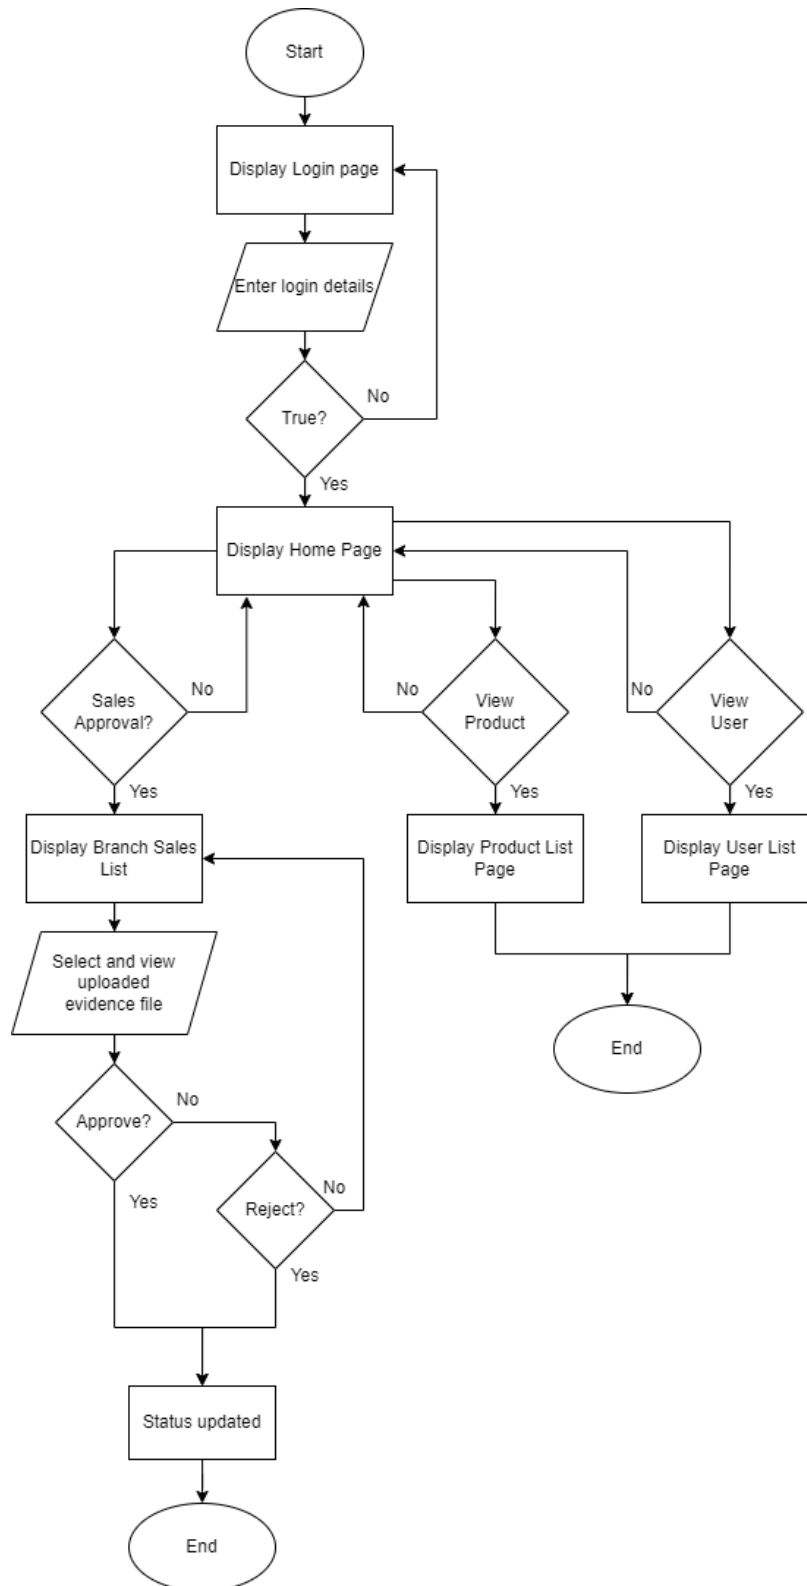 Start
Display Login page
Enter login details
True?
No
Yes
Display Home Page
Sales
Approval?
No
Yes
No
View
Product
Yes
No
View
User
Yes
Display Branch Sales
List
Display Product List
Page
Display User List
Page
Select and view
uploaded
evidence file
End
Approve?
No
Yes
Reject?
No
Yes
Status updated
End